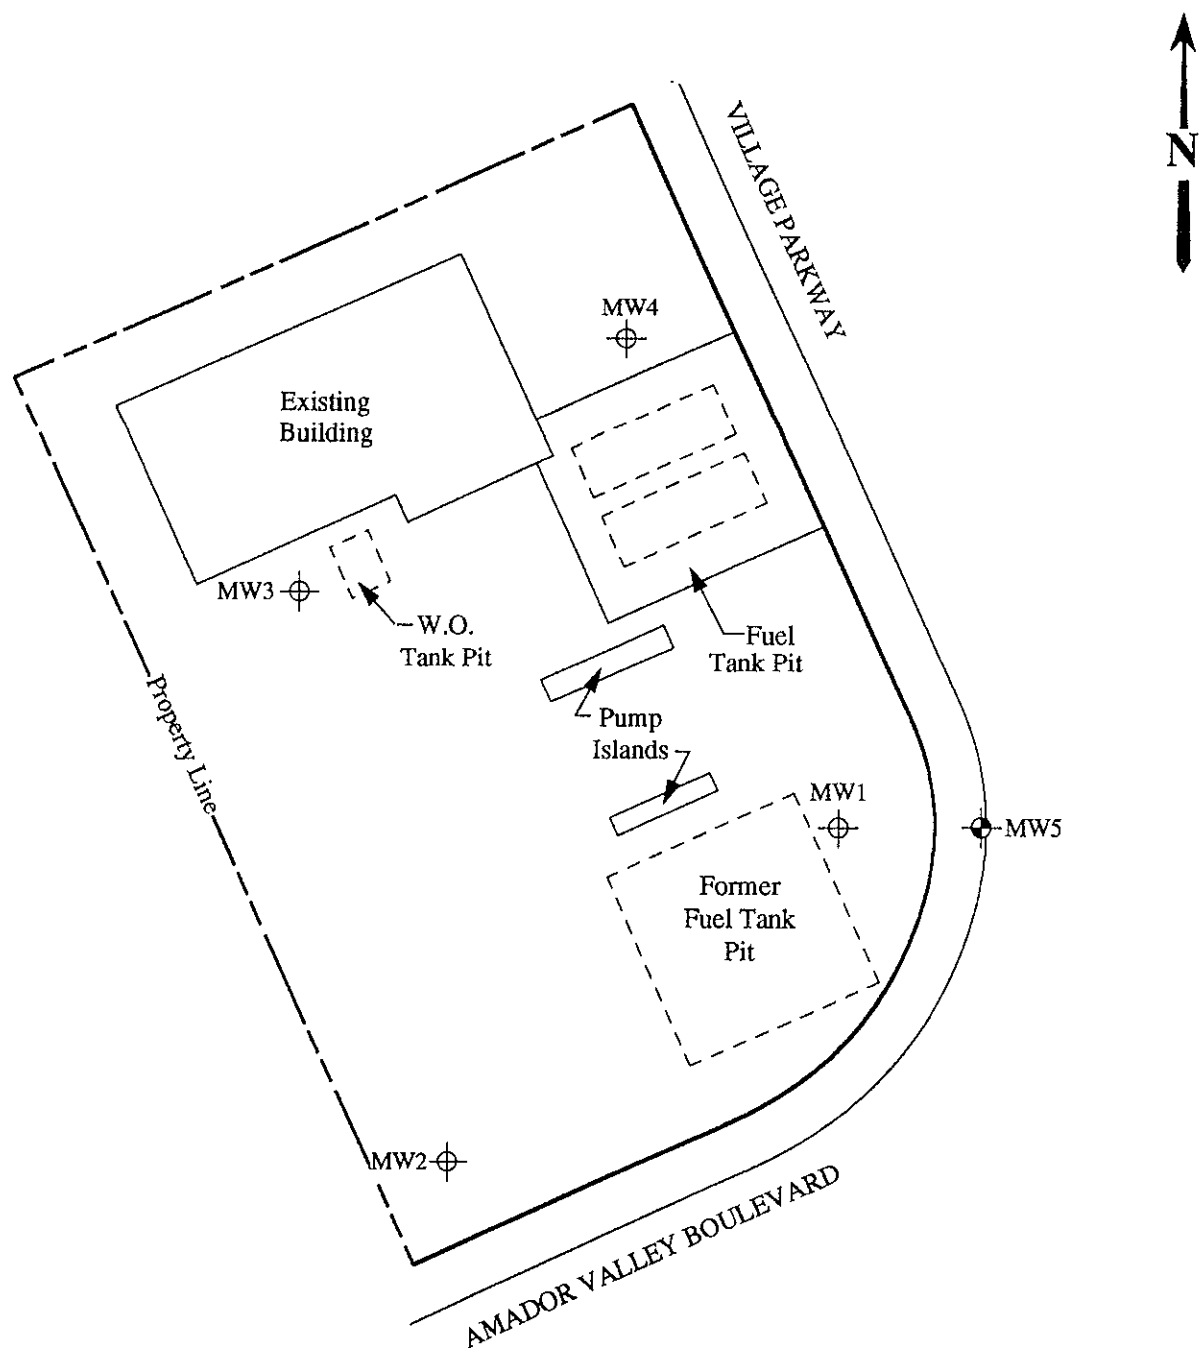 N
VILLAGE PARKWAY
MW4
Existing
Building
MW3
W.O.
Tank Pit
Fuel
Tank Pit
Property Line
Pump
Islands
MW1
MW5
Former
Fuel Tank
Pit
MW2
AMADOR VALLEY BOULEVARD